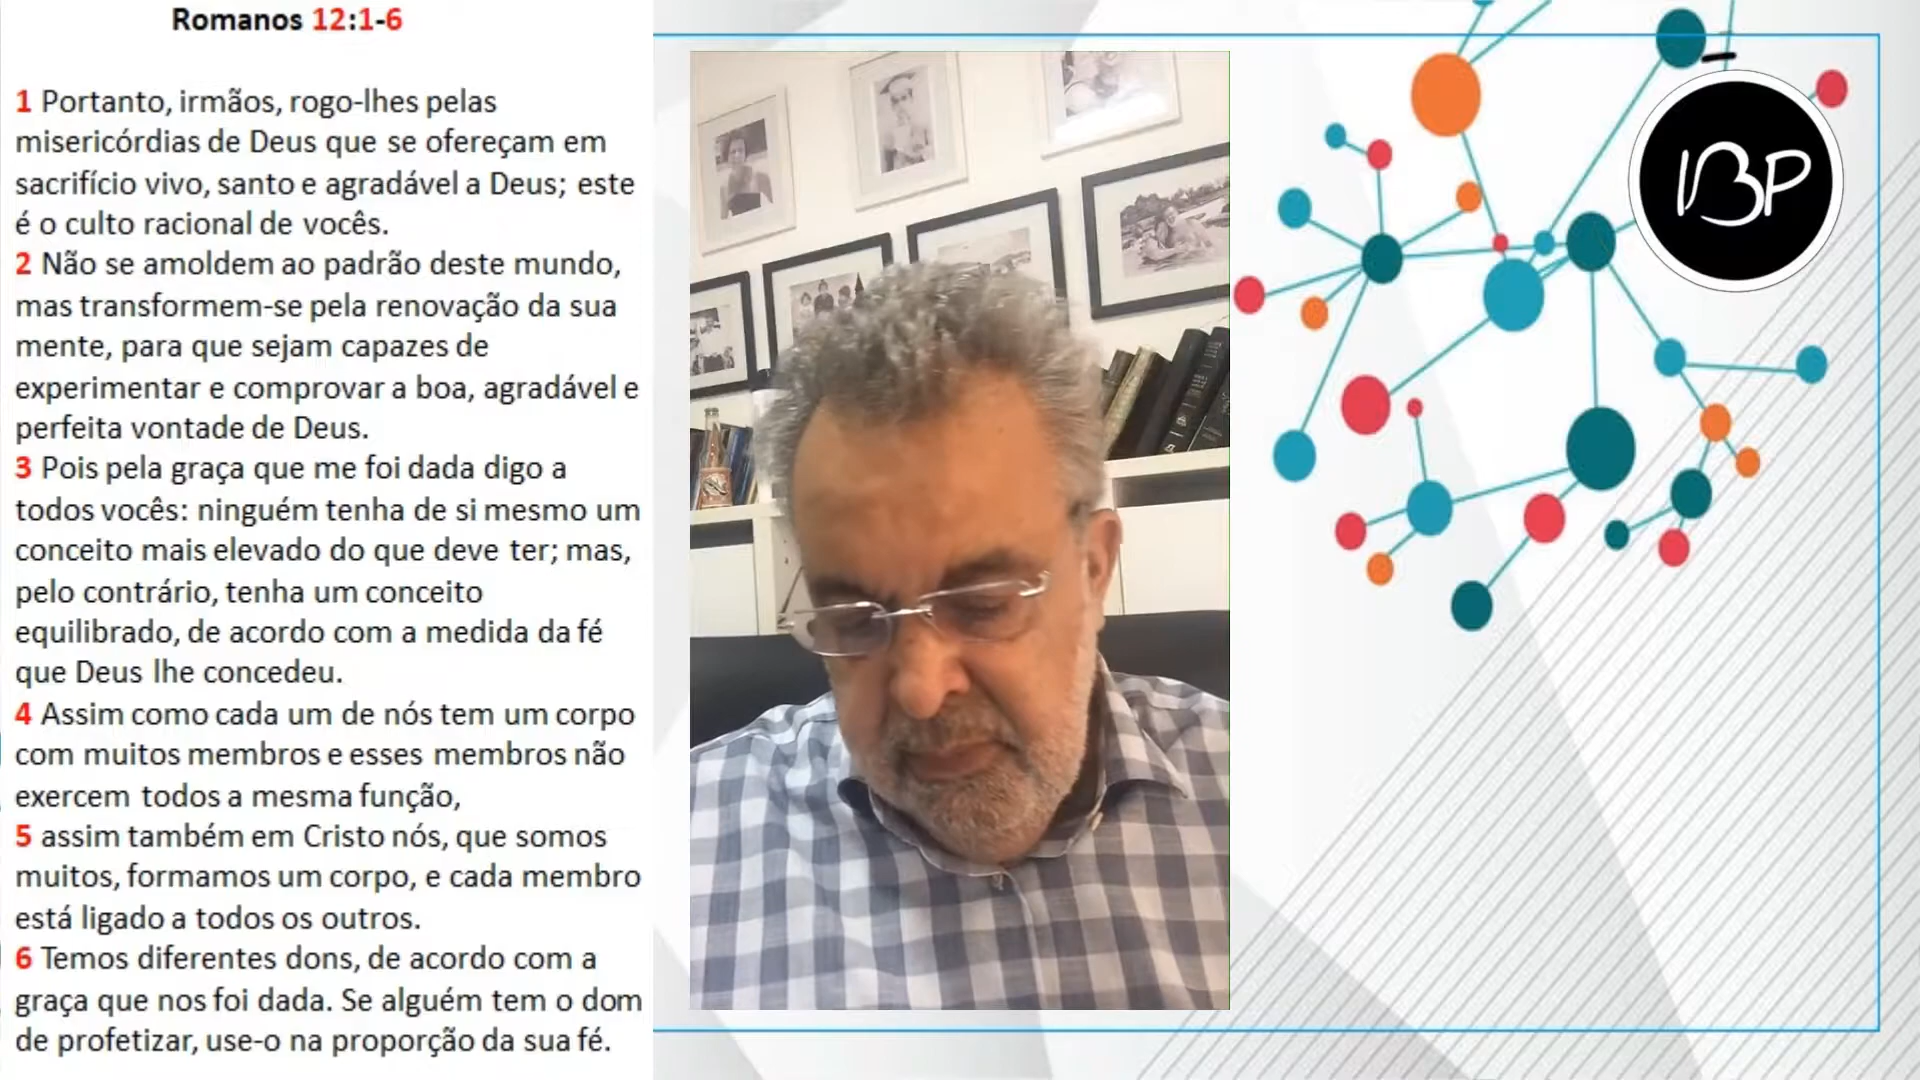 Romanos 12:1-6
1 Portanto, irmãos, rogo-lhes pelas
misericórdias de Deus que se ofereçam em
sacrifício vivo, santo e agradável a Deus; este
é o culto racional de vocês.
2 Não se amoldem ao padrão deste mundo,
mas transformem-se pela renovação da sua
mente, para que sejam capazes de
experimentar e comprovar a boa, agradável e
perfeita vontade de Deus.
3 Pois pela graça que me foi dada digo a
todos vocês: ninguém tenha de si mesmo um
conceito mais elevado do que deve ter; mas,
pelo contrário, tenha um conceito
equilibrado, de acordo com a medida da fé
que Deus lhe concedeu.
4 Assim como cada um de nós tem um corpo
com muitos membros e esses membros não
exercem todos a mesma função,
5 assim também em Cristo nós, que somos
muitos, formamos um corpo, e cada membro
está ligado a todos os outros.
6 Temos diferentes dons, de acordo com a
graça que nos foi dada. Se alguém tem o dom
de profetizar, use-o na proporção da sua fé.
IBP